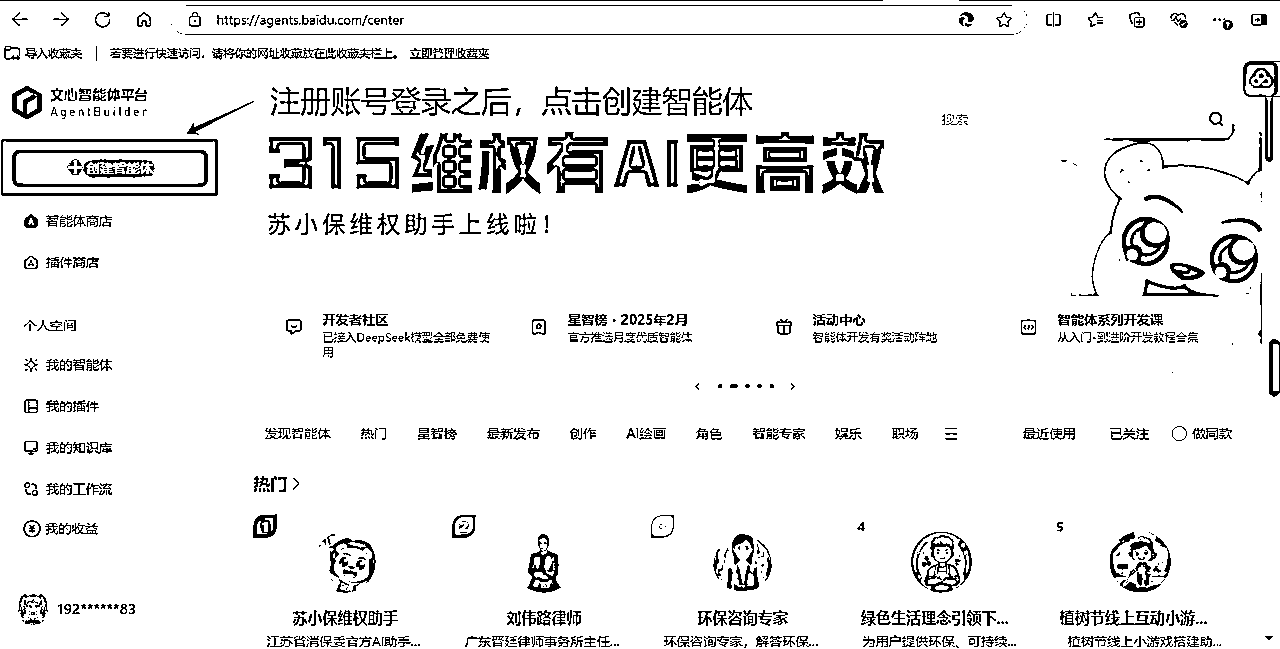 https://agents.baidu.com/center
导入收藏夹 | 若要进行快速访问，请将你的网址收藏放在此收藏夹栏上。 立即管理收藏夹
文心智能体平台
AgentBuilder
注册账号登录之后，点击创建智能体
搜索
315维权有AI更高效
创建智能体
苏小保维权助手上线啦！
智能体商店
插件商店
个人空间
我的智能体
我的插件
我的知识库
我的工作流
我的收益
192******83
开发者社区
已接入DeepSeek模型全部免费使
用
星智榜·2025年2月
官方推选月度优质智能体
活动中心
智能体开发有奖活动阵地
智能体系列开发课
从入门到进阶开发教程合集
发现智能体 热门 星智榜 最新发布 创作 AI绘画 角色 智能专家 娱乐 职场 最近使用 已关注 做同款
热门 >
1
2
4
5
苏小保维权助手
江苏省消保委官方AI助手...
刘伟路律师
广东晋廷律师事务所主任...
环保咨询专家
环保咨询专家，解答环保...
绿色生活理念引领下...
为用户提供环保、可持续...
植树节线上互动小游...
植树节线上小游戏搭建助...